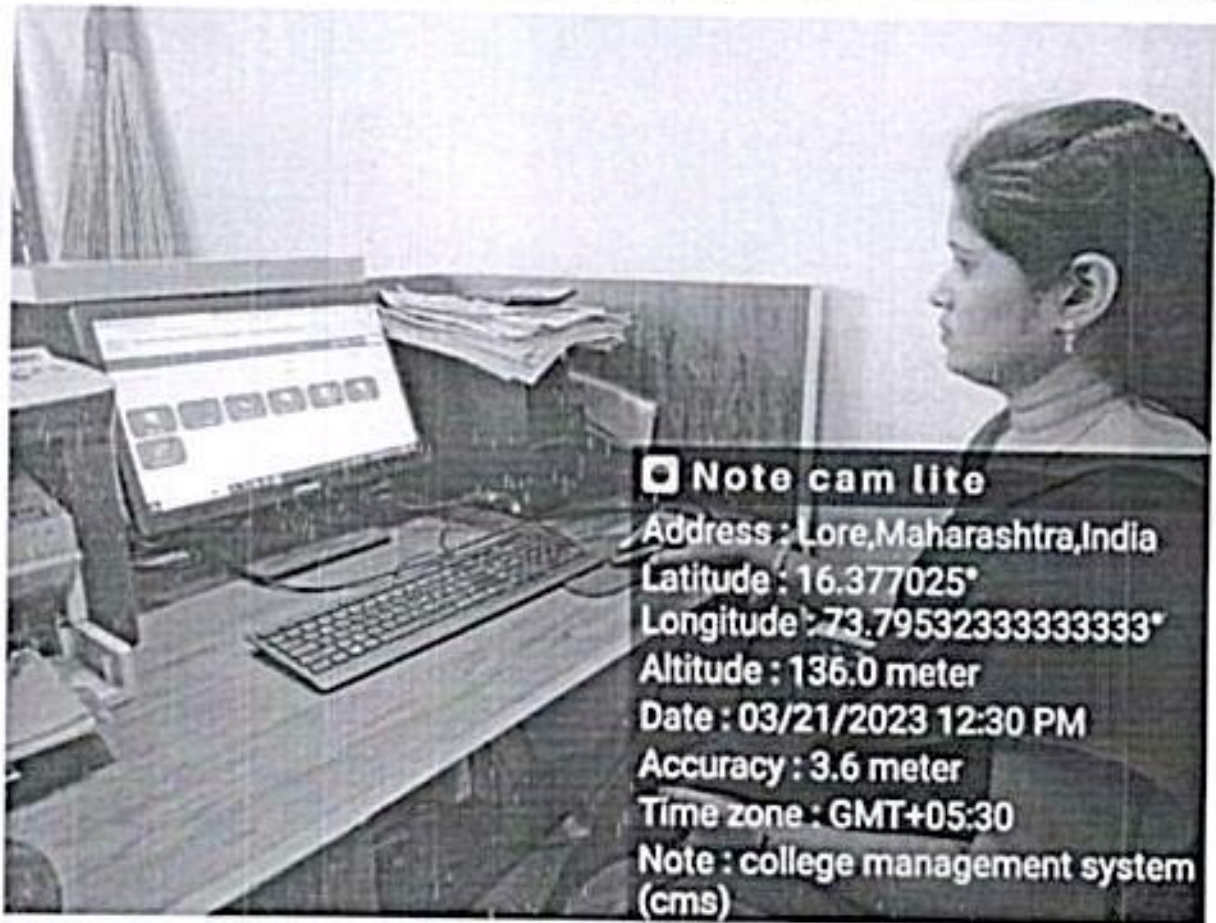 Note cam lite
Address : Lore,Maharashtra,India
Latitude : 16.377025°
Longitude : 73.79532333333333°
Altitude : 136.0 meter
Date : 03/21/2023 12:30 PM
Accuracy : 3.6 meter
Time zone : GMT+05:30
Note : college management system
(cms)